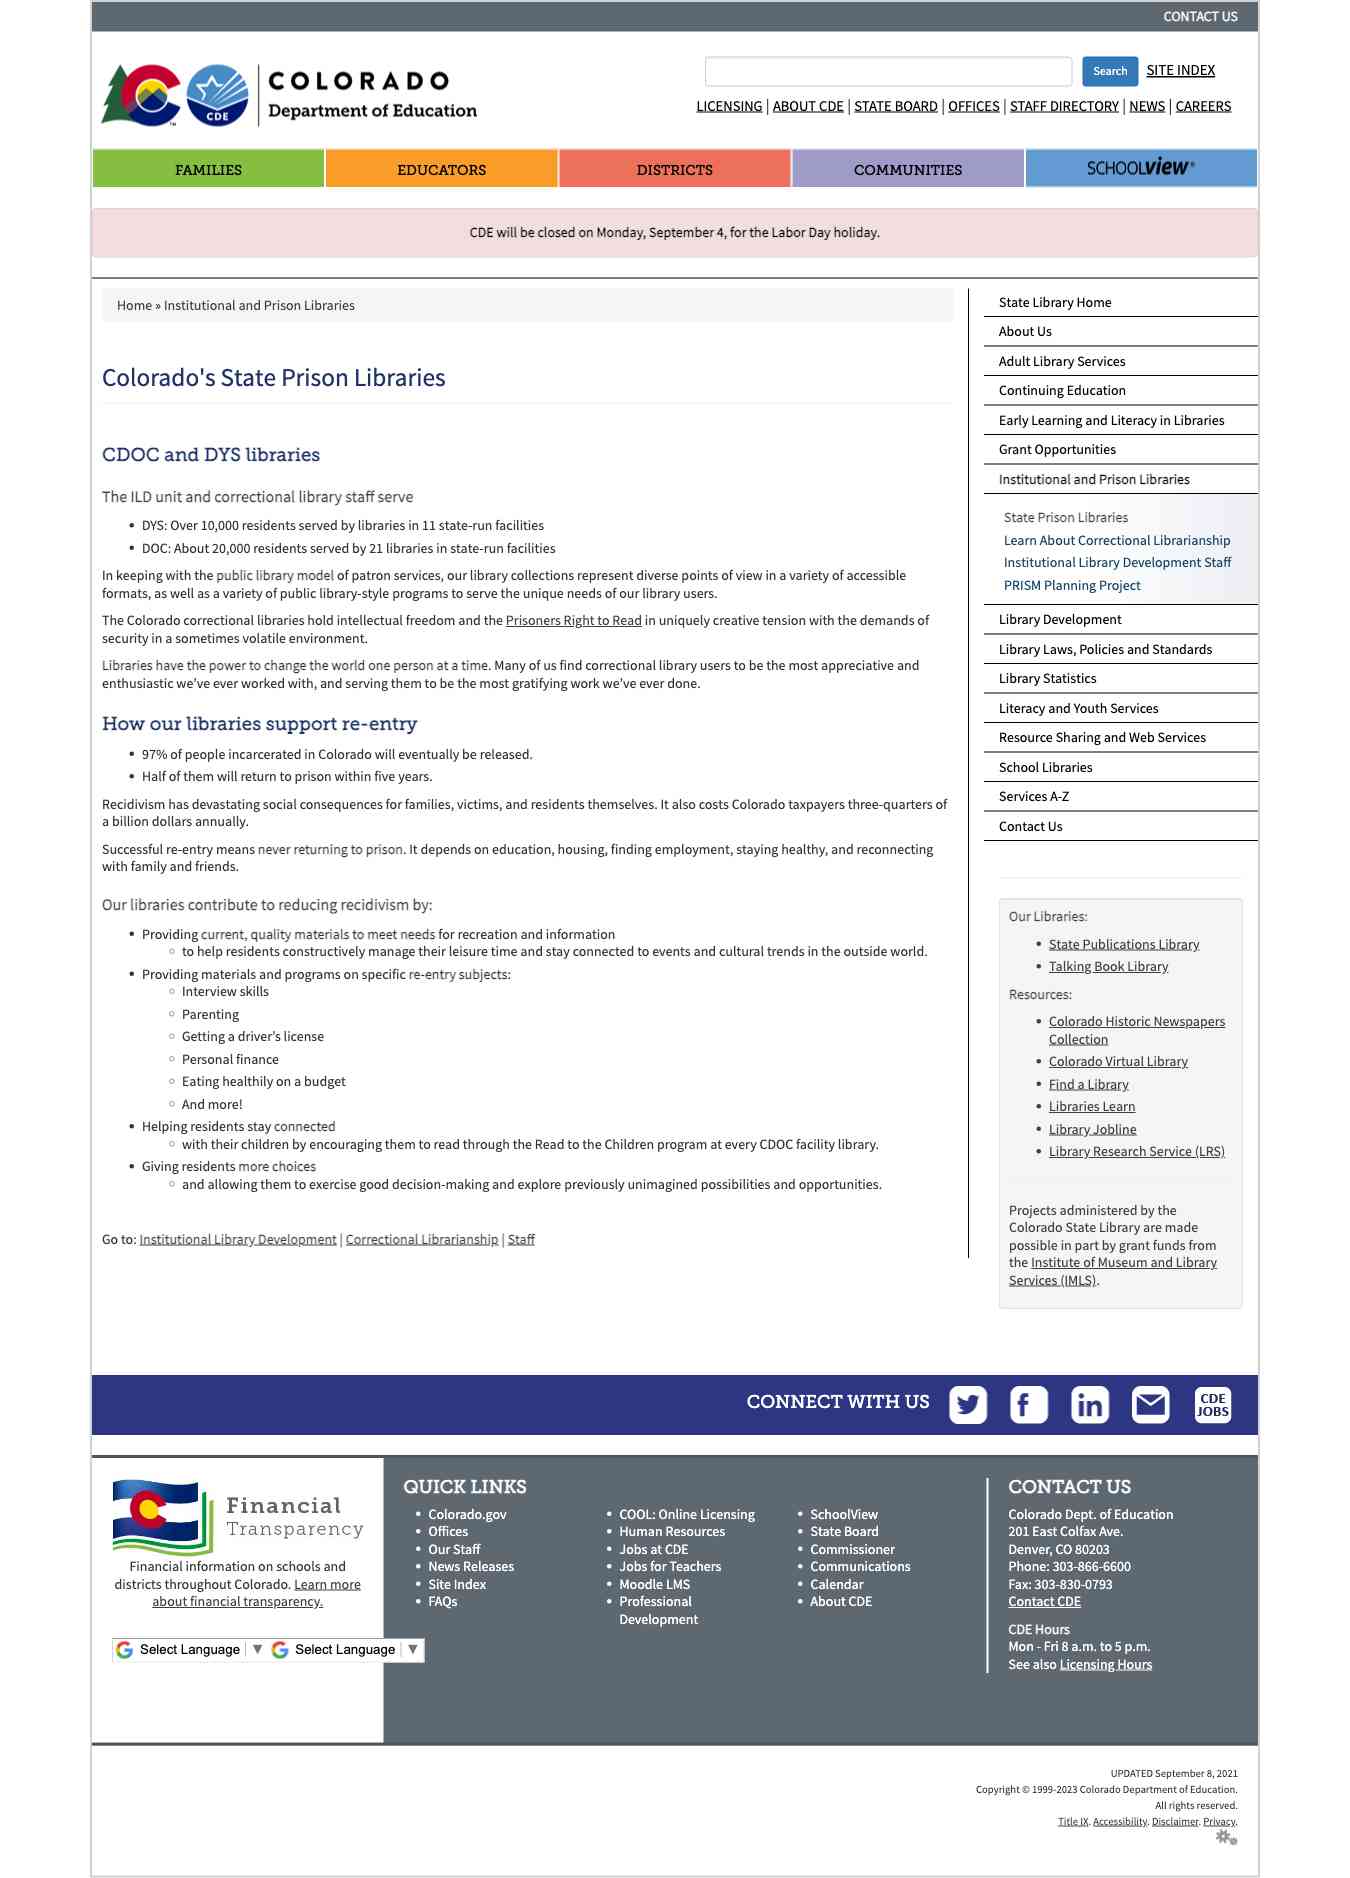 CONTACT US
COLORADO
Department of Education
CDE
TM
Search
SITE INDEX
LICENSING | ABOUT CDE | STATE BOARD | OFFICES | STAFF DIRECTORY | NEWS | CAREERS
FAMILIES
EDUCATORS
DISTRICTS
COMMUNITIES
SCHOOLVIEW®
CDE will be closed on Monday, September 4, for the Labor Day holiday.
Home » Institutional and Prison Libraries
Colorado's State Prison Libraries
CDOC and DYS libraries
The ILD unit and correctional library staff serve
• DYS: Over 10,000 residents served by libraries in 11 state-run facilities
• DOC: About 20,000 residents served by 21 libraries in state-run facilities
In keeping with the public library model of patron services, our library collections represent diverse points of view in a variety of accessible
formats, as well as a variety of public library-style programs to serve the unique needs of our library users.
The Colorado correctional libraries hold intellectual freedom and the Prisoners Right to Read in uniquely creative tension with the demands of
security in a sometimes volatile environment.
Libraries have the power to change the world one person at a time. Many of us find correctional library users to be the most appreciative and
enthusiastic we've ever worked with, and serving them to be the most gratifying work we've ever done.
How our libraries support re-entry
• 97% of people incarcerated in Colorado will eventually be released.
• Half of them will return to prison within five years.
Recidivism has devastating social consequences for families, victims, and residents themselves. It also costs Colorado taxpayers three-quarters of
a billion dollars annually.
Successful re-entry means never returning to prison. It depends on education, housing, finding employment, staying healthy, and reconnecting
with family and friends.
Our libraries contribute to reducing recidivism by:
• Providing current, quality materials to meet needs for recreation and information
○ to help residents constructively manage their leisure time and stay connected to events and cultural trends in the outside world.
• Providing materials and programs on specific re-entry subjects:
○ Interview skills
○ Parenting
○ Getting a driver's license
○ Personal finance
○ Eating healthily on a budget
○ And more!
• Helping residents stay connected
○ with their children by encouraging them to read through the Read to the Children program at every CDOC facility library.
• Giving residents more choices
○ and allowing them to exercise good decision-making and explore previously unimagined possibilities and opportunities.
Go to: Institutional Library Development | Correctional Librarianship | Staff
State Library Home
About Us
Adult Library Services
Continuing Education
Early Learning and Literacy in Libraries
Grant Opportunities
Institutional and Prison Libraries
State Prison Libraries
Learn About Correctional Librarianship
Institutional Library Development Staff
PRISM Planning Project
Library Development
Library Laws, Policies and Standards
Library Statistics
Literacy and Youth Services
Resource Sharing and Web Services
School Libraries
Services A-Z
Contact Us
Our Libraries:
• State Publications Library
• Talking Book Library
Resources:
• Colorado Historic Newspapers
Collection
• Colorado Virtual Library
• Find a Library
• Libraries Learn
• Library Jobline
• Library Research Service (LRS)
Projects administered by the
Colorado State Library are made
possible in part by grant funds from
the Institute of Museum and Library
Services (IMLS).
CONNECT WITH US
CDE
JOBS
Financial
Transparency
Financial information on schools and
districts throughout Colorado. Learn more
about financial transparency.
Select Language ▼ Select Language ▼
QUICK LINKS
• Colorado.gov
• Offices
• Our Staff
• News Releases
• Site Index
• FAQs
• COOL: Online Licensing
• Human Resources
• Jobs at CDE
• Jobs for Teachers
• Moodle LMS
• Professional
Development
• SchoolView
• State Board
• Commissioner
• Communications
• Calendar
• About CDE
CONTACT US
Colorado Dept. of Education
201 East Colfax Ave.
Denver, CO 80203
Phone: 303-866-6600
Fax: 303-830-0793
Contact CDE
CDE Hours
Mon - Fri 8 a.m. to 5 p.m.
See also Licensing Hours
UPDATED September 8, 2021
Copyright © 1999-2023 Colorado Department of Education.
All rights reserved.
Title IX. Accessibility. Disclaimer. Privacy.